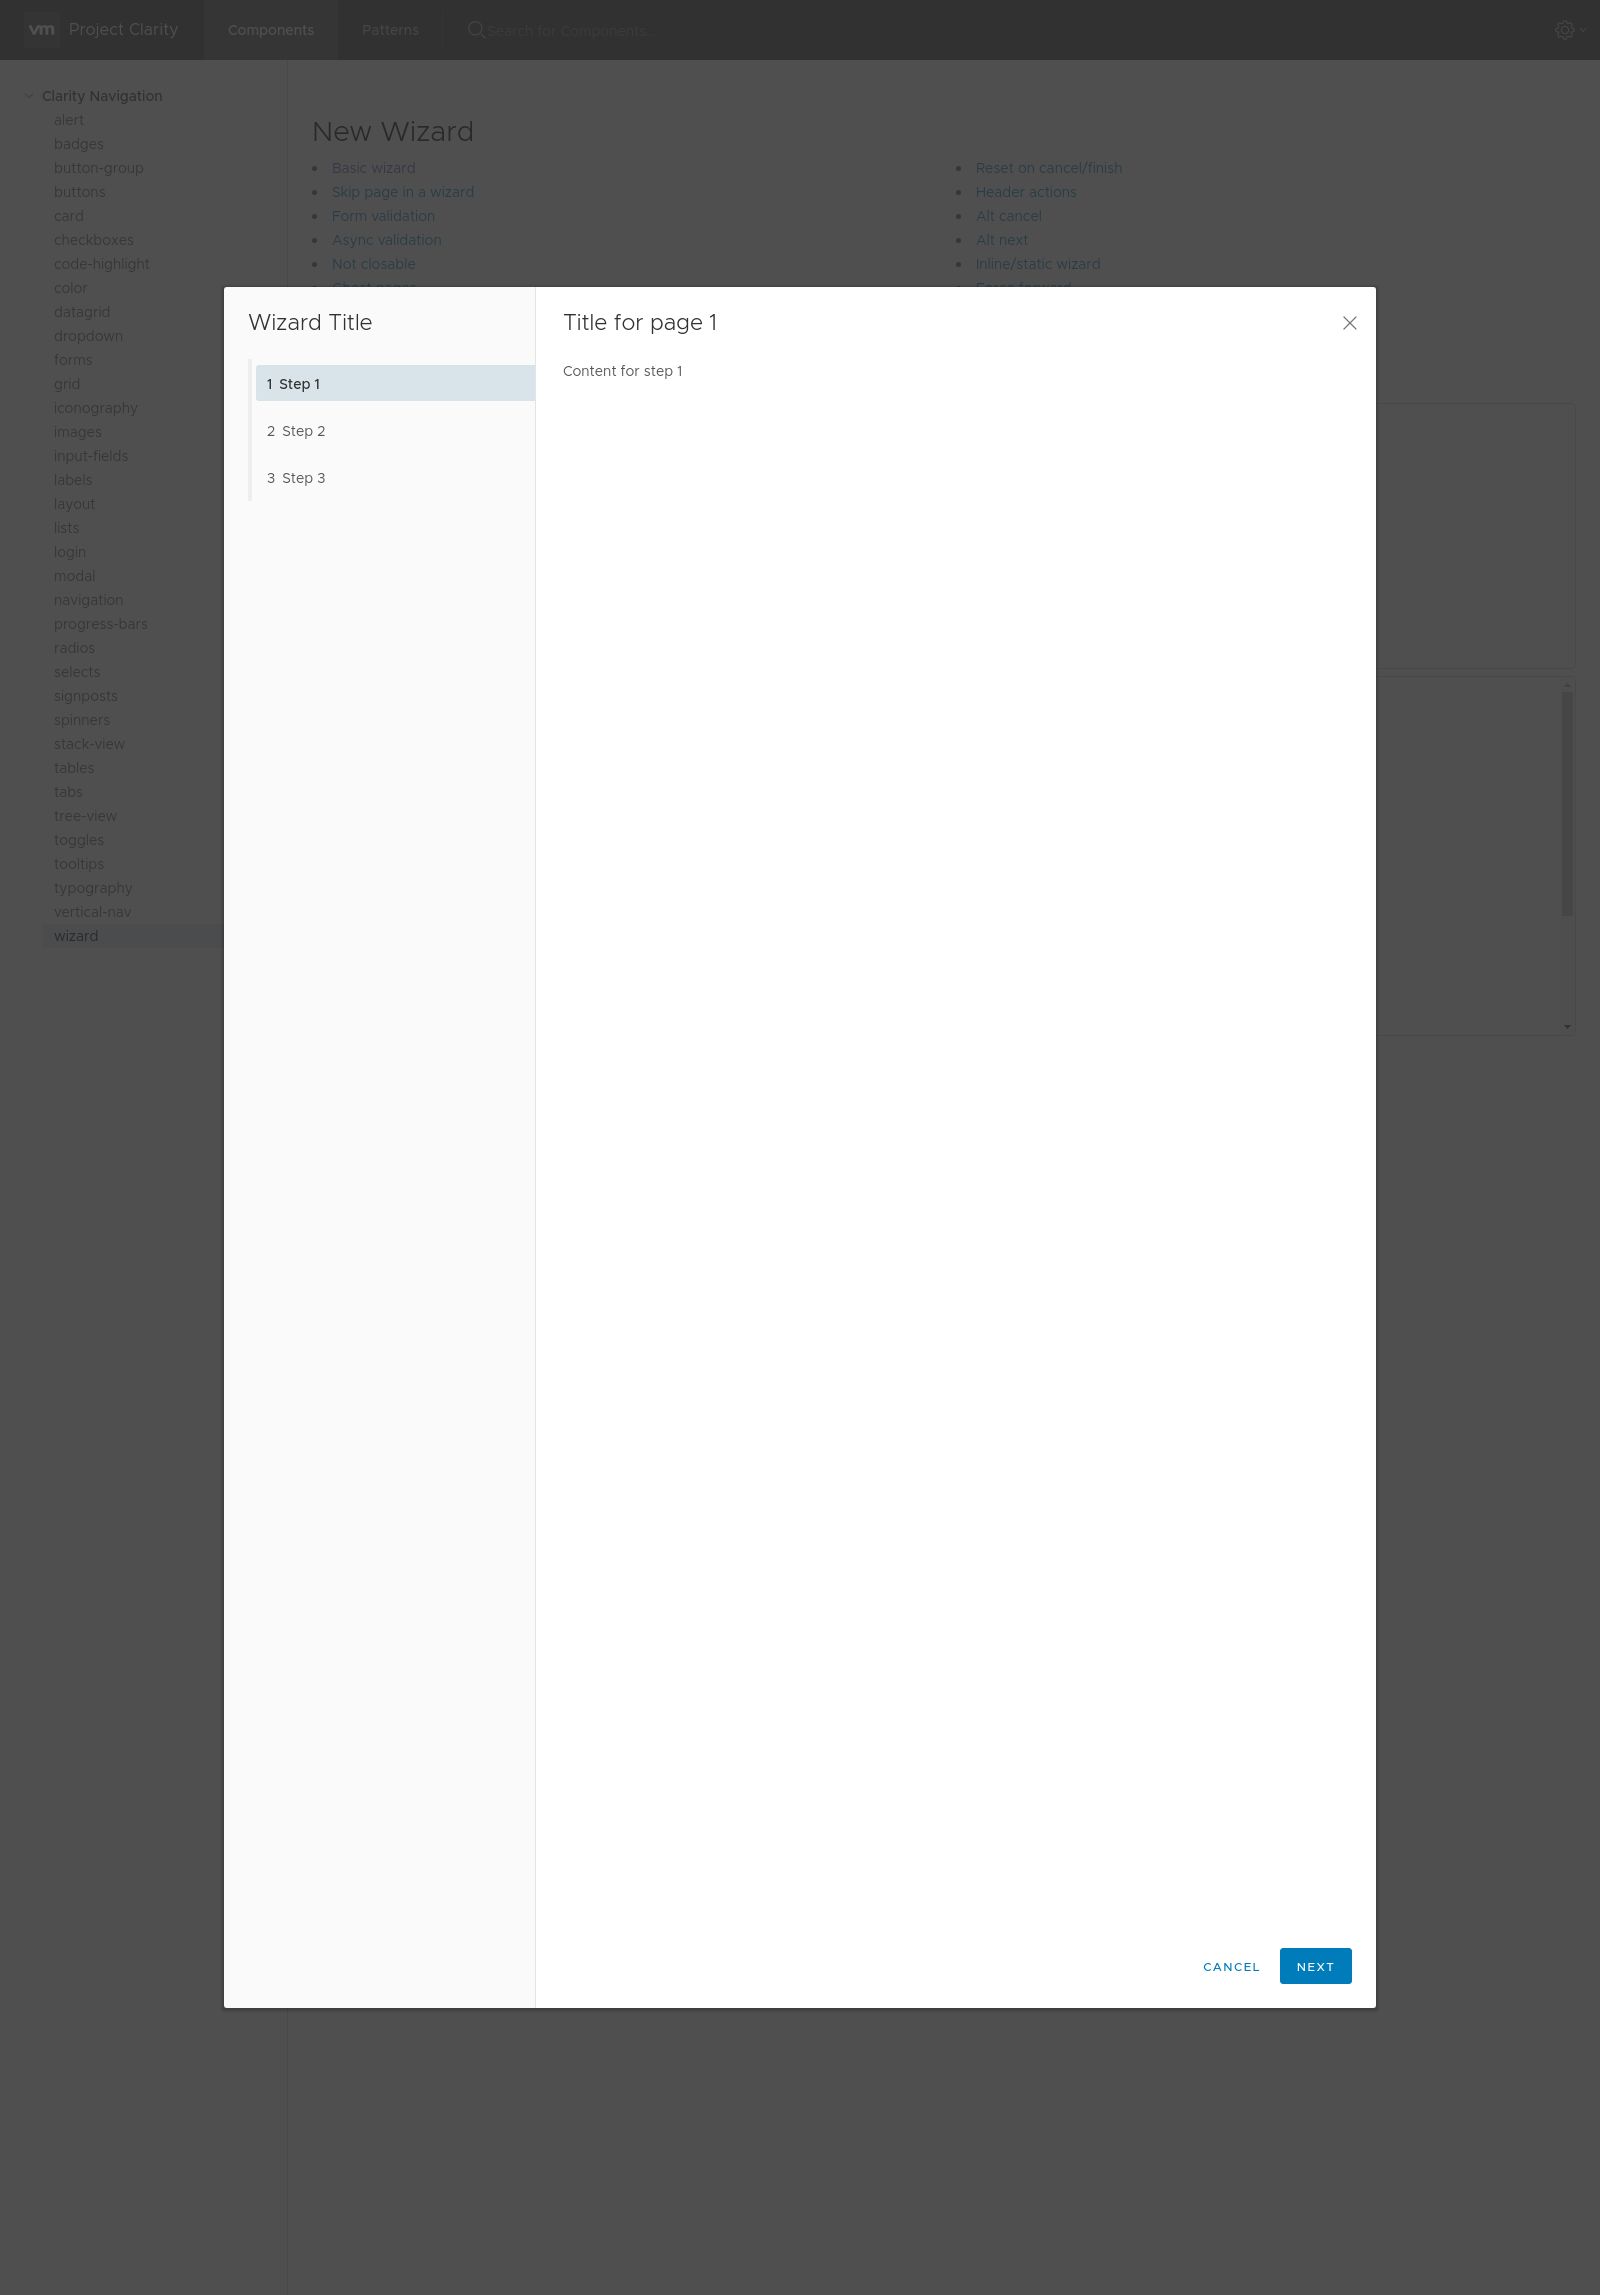 vm Project Clarity Components Patterns Search for Components...
Clarity Navigation
alert
badges
button-group
buttons
card
checkboxes
code-highlight
color
datagrid
dropdown
forms
grid
iconography
images
input-fields
labels
layout
lists
login
modal
navigation
progress-bars
radios
selects
signposts
spinners
stack-view
tables
tabs
tree-view
toggles
tooltips
typography
vertical-nav
wizard
New Wizard
Basic wizard
Skip page in a wizard
Form validation
Async validation
Not closable
Ghost pages
Reset on cancel/finish
Header actions
Alt cancel
Alt next
Inline/static wizard
Force forward
Wizard Title
1 Step 1
2 Step 2
3 Step 3
Title for page 1
Content for step 1
CANCEL NEXT